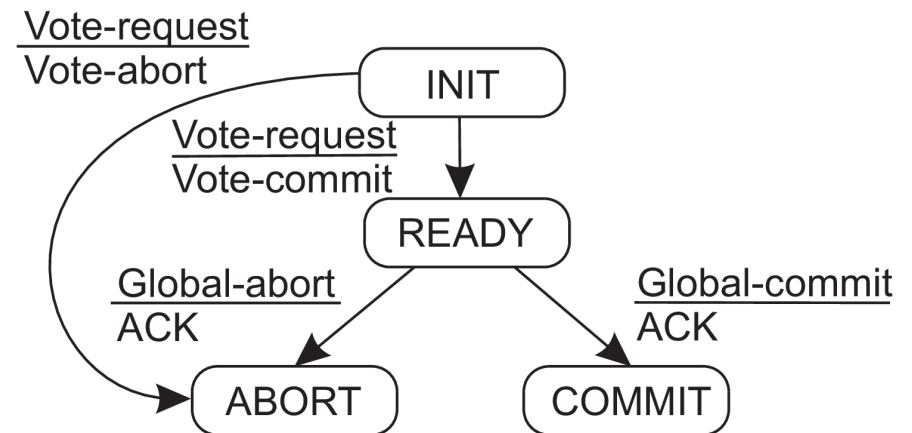 Vote-request
Vote-abort
INIT
Vote-request
Vote-commit
READY
Global-abort
ACK
Global-commit
ACK
ABORT
COMMIT